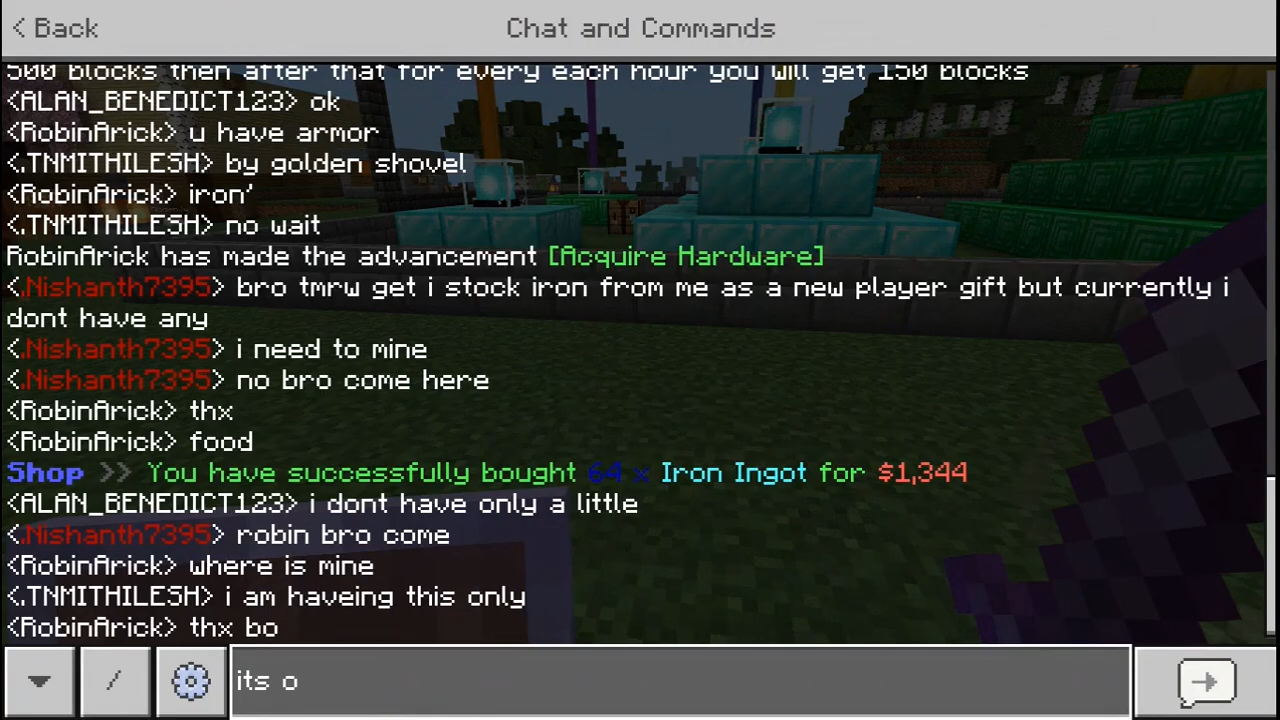 < Back
Chat and Commands
500 blocks then after that for every each hour you will get 150 blocks
<ALAN_BENEDICT123> ok
<RobinArick> u have armor
<.TNMITHILESH> by golden shovel
<RobinArick> iron'
<.TNMITHILESH> no wait
RobinArick has made the advancement [Acquire Hardware]
<.Nishanth7395> bro tmrw get i stock iron from me as a new player gift but currently i
dont have any
<.Nishanth7395> i need to mine
<.Nishanth7395> no bro come here
<RobinArick> thx
<RobinArick> food
Shop >> You have successfully bought 64 x Iron Ingot for $1,344
<ALAN_BENEDICT123> i dont have only a little
<.Nishanth7395> robin bro come
<RobinArick> where is mine
<.TNMITHILESH> i am haveing this only
<RobinArick> thx bo
/
its o